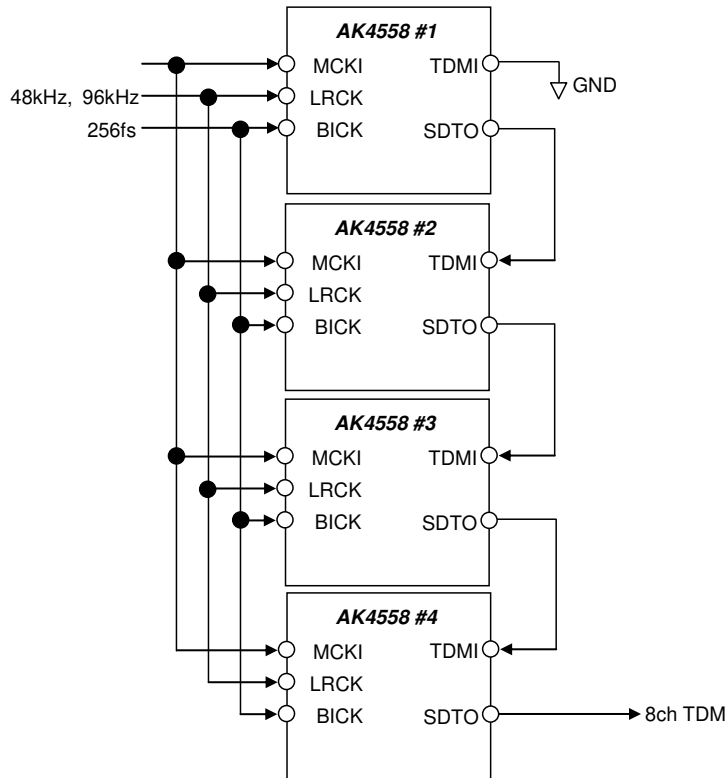 AK4558 #1
MCKI TDMI
48kHz, 96kHz LRCK GND
256fs BICK SDTO
AK4558 #2
MCKI TDMI
LRCK
BICK SDTO
AK4558 #3
MCKI TDMI
LRCK
BICK SDTO
AK4558 #4
MCKI TDMI
LRCK
BICK SDTO 8ch TDM